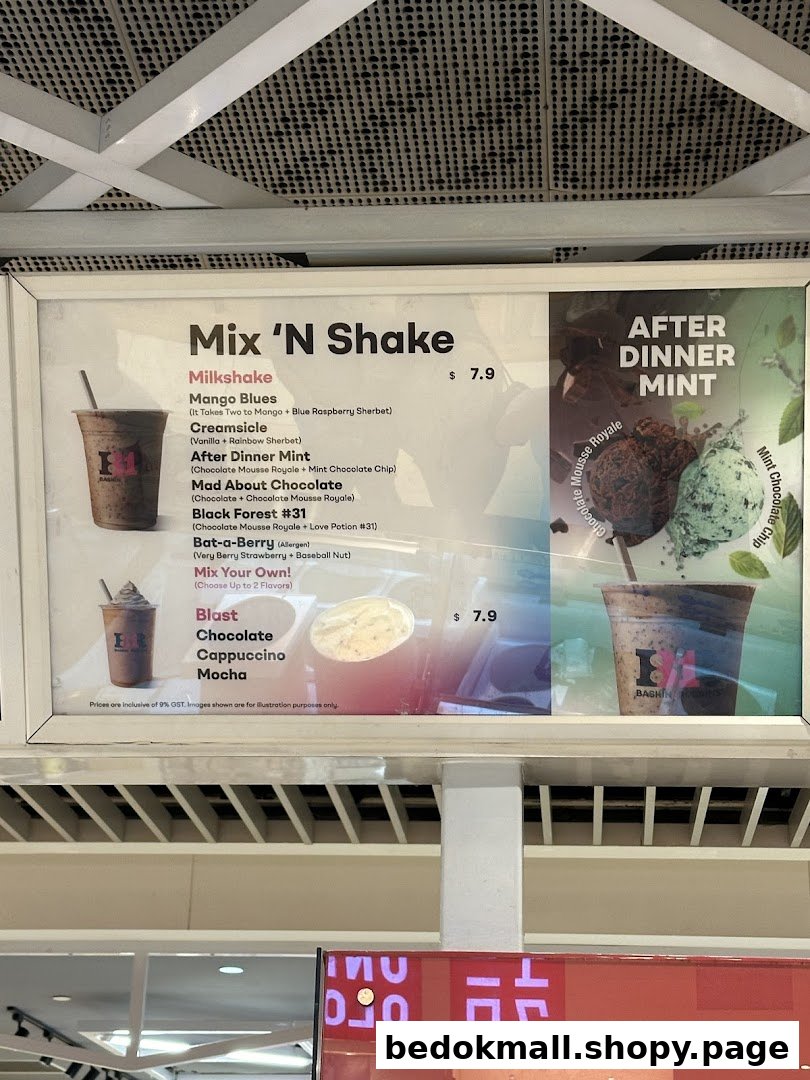 Mix ‘N Shake
Milkshake $ 7.9
Mango Blues
(It Takes Two to Mango + Blue Raspberry Sherbet)
Creamsicle
(Vanilla + Rainbow Sherbet)
After Dinner Mint
(Chocolate Mousse Royale + Mint Chocolate Chip)
Mad About Chocolate
(Chocolate + Chocolate Mousse Royale)
Black Forest #31
(Chocolate Mousse Royale + Love Potion #31)
Bat-a-Berry (Allergen)
(Very Berry Strawberry + Baseball Nut)
Mix Your Own!
(Choose Up to 2 Flavors)
Blast $ 7.9
Chocolate
Cappuccino
Mocha
Prices are inclusive of 9% GST. Images shown are for illustration purposes only.
AFTER
DINNER
MINT
Chocolate Mousse Royale
Mint Chocolate Chip
BASKIN ROBBINS
bedokmall.shopy.page